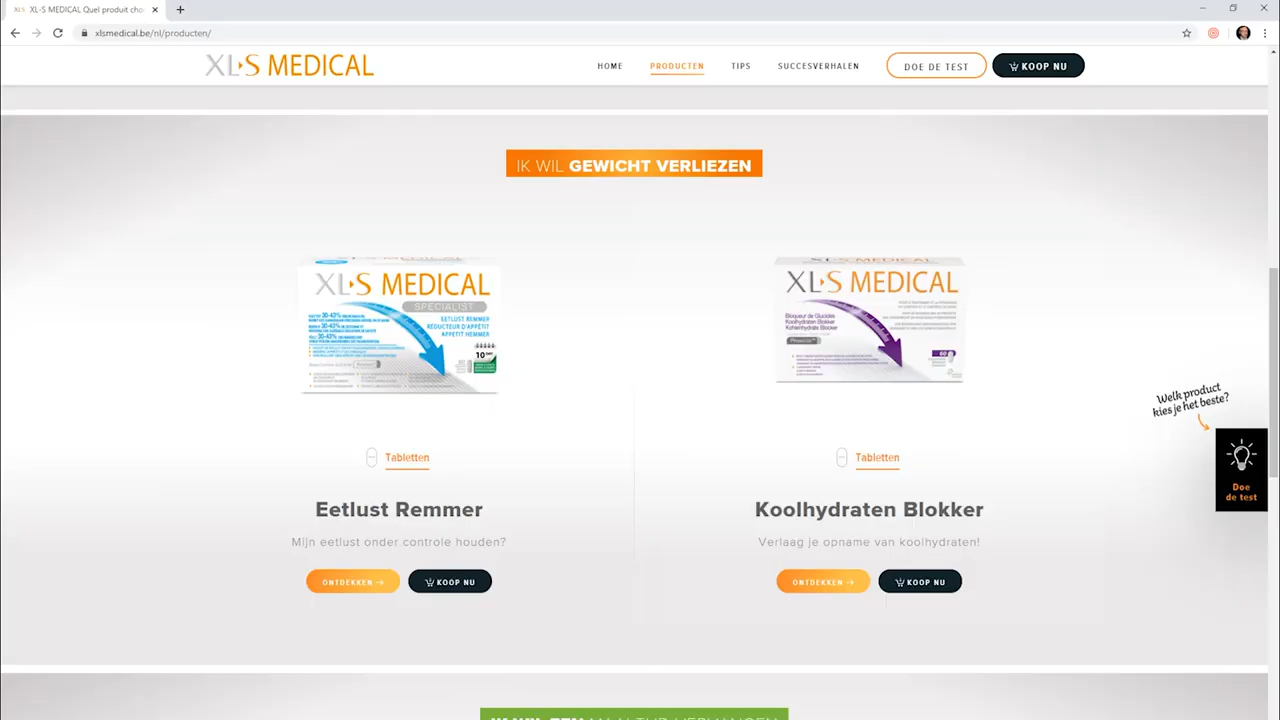 XL-S MEDICAL Quel produit cho
xlsmedical.be/nl/producten/
XL-S MEDICAL
HOME
PRODUCTEN
TIPS
SUCCESVERHALEN
DOE DE TEST
KOOP NU
IK WIL GEWICHT VERLIEZEN
XL-S MEDICAL
SPECIALIST
EETLUST REMMER
RÉDUCTEUR D'APPÉTIT
APPETIT HEMMER
XL-S MEDICAL
Bloqueur de Glucides
Koolhydraten Blokker
Kohlenhydrate Blocker
Welk product
kies je het beste?
Doe
de test
Tabletten
Tabletten
Eetlust Remmer
Koolhydraten Blokker
Mijn eetlust onder controle houden?
Verlaag je opname van koolhydraten!
ONTDEKKEN →
KOOP NU
ONTDEKKEN →
KOOP NU